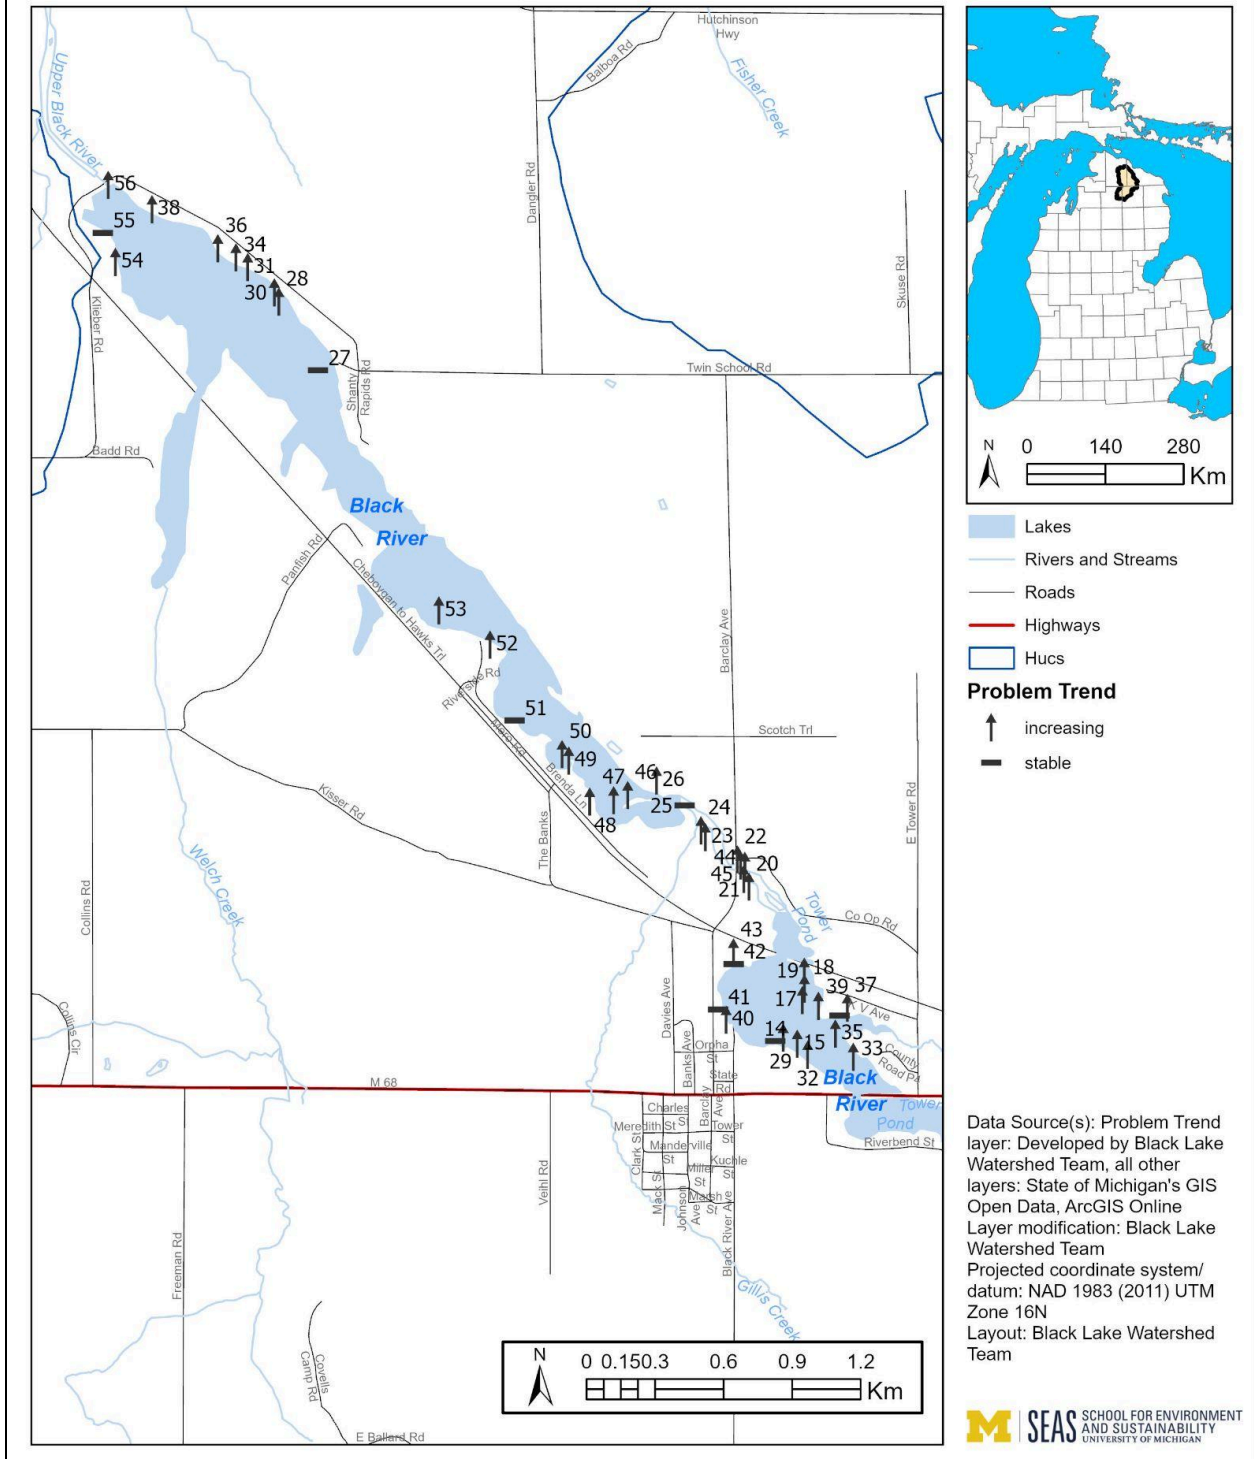 Hutchinson
Hwy
Balboa Rd
Fisher Creek
Upper Black River
Dangler Rd
Skuse Rd
56
38
55
54
36
34
31
30
28
27
Klieber Rd
Shanty
Rapids Rd
Twin School Rd
Badd Rd
Black
River
Panfish Rd
Cheboygan to Hawks Trl
53
52
Riverside Rd
51
Moro Rd
50
49
Brenda Ln
47
46
26
48
25
24
23
22
44
45
21
20
Barclay Ave
Scotch Trl
E Tower Rd
Kisser Rd
The Banks
Welch Creek
Collins Rd
Collins Cir
Tower
Pond
Co Op Rd
43
42
19
18
17
39
37
K V Ave
41
40
14
15
35
33
29
32
Davies Ave
Banks Ave
Orpha
St
State
Rd
County
Road P4
Black
River
Tower
Pond
M 68
Riverbend St
Charles
St
Meredith St
Tower
St
Manderville
St
Kuchle
St
Miller
St
Marsh
St
Clark St
Mack St
Johnson
Ave
Barclay
Ave
Black River Ave
Veihl Rd
Freeman Rd
Gillis Creek
Covells
Camp Rd
E Ballard Rd
N
0 0.150.3 0.6 0.9 1.2
Km
N
0 140 280
Km
Lakes
Rivers and Streams
Roads
Highways
Hucs
Problem Trend
increasing
stable
Data Source(s): Problem Trend
layer: Developed by Black Lake
Watershed Team, all other
layers: State of Michigan's GIS
Open Data, ArcGIS Online
Layer modification: Black Lake
Watershed Team
Projected coordinate system/
datum: NAD 1983 (2011) UTM
Zone 16N
Layout: Black Lake Watershed
Team
M SEAS SCHOOL FOR ENVIRONMENT
AND SUSTAINABILITY
UNIVERSITY OF MICHIGAN